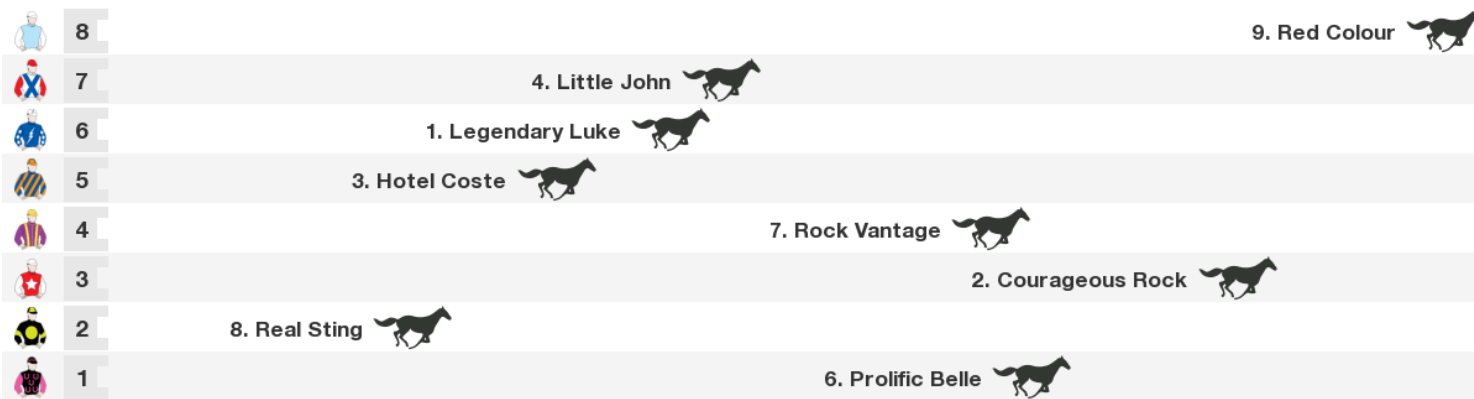 8 9. Red Colour
7 4. Little John
6 1. Legendary Luke
5 3. Hotel Coste
4 7. Rock Vantage
3 2. Courageous Rock
2 8. Real Sting
1 6. Prolific Belle